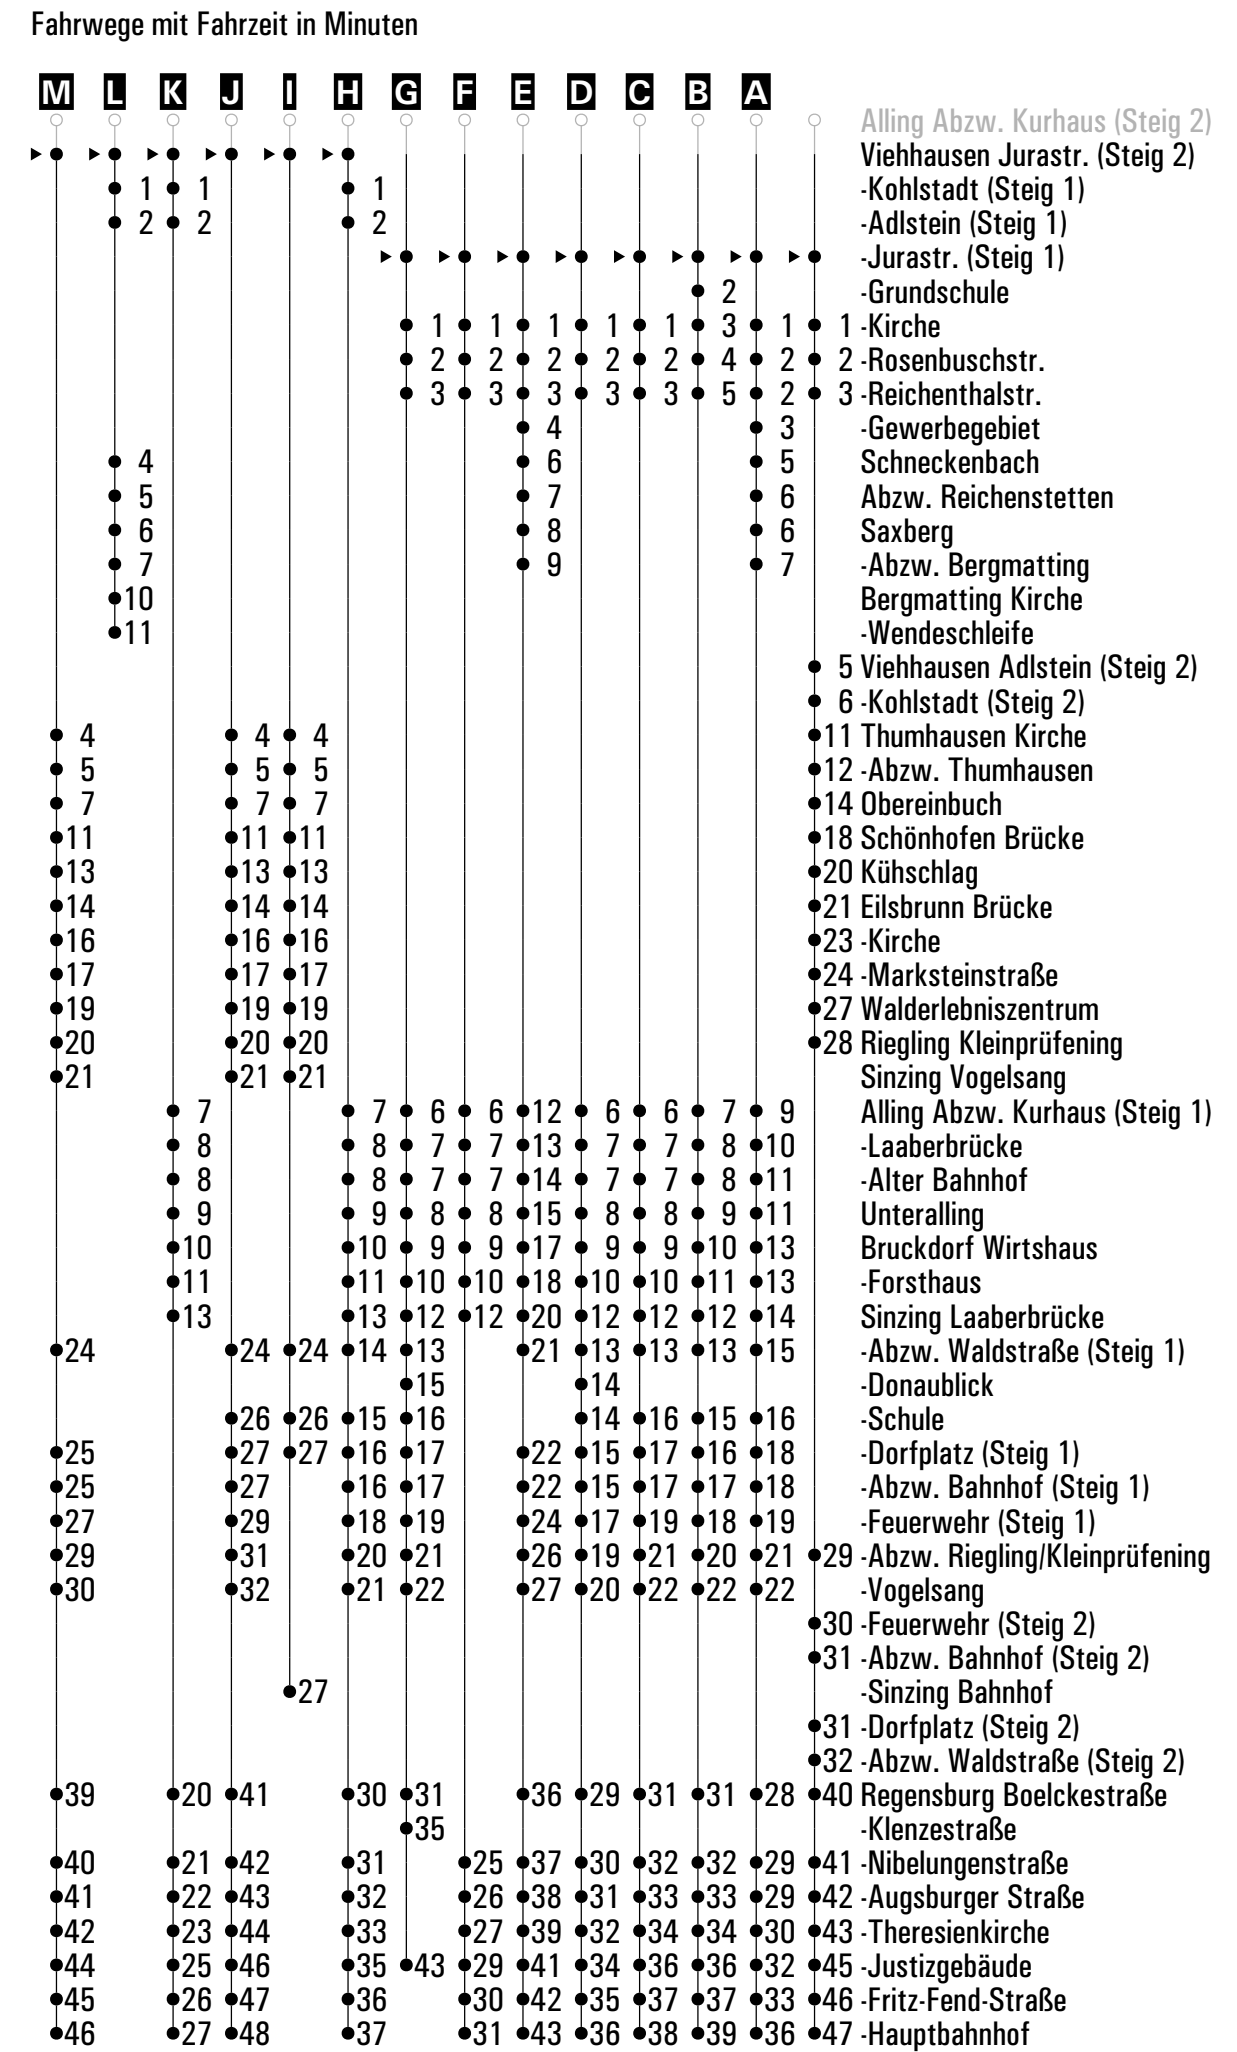 Fahrwege mit Fahrzeit in Minuten
M L K J I H G F E D C B A
Alling Abzw. Kurhaus (Steig 2)
Viehhausen Jurastr. (Steig 2)
1 1 1 -Kohlstadt (Steig 1)
2 2 2 -Adlstein (Steig 1)
-Jurastr. (Steig 1)
2 -Grundschule
1 1 1 1 1 3 1 1 -Kirche
2 2 2 2 2 4 2 2 -Rosenbuschstr.
3 3 3 3 3 5 2 3 -Reichenthalstr.
4 3 -Gewerbegebiet
4 6 5 Schneckenbach
5 7 6 Abzw. Reichenstetten
6 8 6 Saxberg
7 9 7 -Abzw. Bergmatting
10 Bergmatting Kirche
11 -Wendeschleife
5 Viehhausen Adlstein (Steig 2)
6 -Kohlstadt (Steig 2)
4 4 4 11 Thumhausen Kirche
5 5 5 12 -Abzw. Thumhausen
7 7 7 14 Obereinbuch
11 11 11 18 Schönhofen Brücke
13 13 13 20 Kühschlag
14 14 14 21 Eilsbrunn Brücke
16 16 16 23 -Kirche
17 17 17 24 -Marksteinstraße
19 19 19 27 Walderlebniszentrum
20 20 20 28 Riegling Kleinprüfening
21 21 21 Sinzing Vogelsang
7 7 6 6 12 6 6 7 9 Alling Abzw. Kurhaus (Steig 1)
8 8 7 7 13 7 7 8 10 -Laaberbrücke
8 8 7 7 14 7 7 8 11 -Alter Bahnhof
9 9 8 8 15 8 8 9 11 Unteralling
10 10 9 9 17 9 9 10 13 Bruckdorf Wirtshaus
11 11 10 10 18 10 10 11 13 -Forsthaus
13 13 12 12 20 12 12 12 14 Sinzing Laaberbrücke
24 24 24 14 13 21 13 13 13 15 -Abzw. Waldstraße (Steig 1)
15 14 -Donaublick
26 26 15 16 14 16 15 16 -Schule
25 27 27 16 17 22 15 17 16 18 -Dorfplatz (Steig 1)
25 27 16 17 22 15 17 17 18 -Abzw. Bahnhof (Steig 1)
27 29 18 19 24 17 19 18 19 -Feuerwehr (Steig 1)
29 31 20 21 26 19 21 20 21 29 -Abzw. Riegling/Kleinprüfening
30 32 21 22 27 20 22 22 22 -Vogelsang
30 -Feuerwehr (Steig 2)
31 -Abzw. Bahnhof (Steig 2)
27 -Sinzing Bahnhof
31 -Dorfplatz (Steig 2)
32 -Abzw. Waldstraße (Steig 2)
39 20 41 30 31 36 29 31 31 28 40 Regensburg Boelckestraße
35 -Klenzestraße
40 21 42 31 25 37 30 32 32 29 41 -Nibelungenstraße
41 22 43 32 26 38 31 33 33 29 42 -Augsburger Straße
42 23 44 33 27 39 32 34 34 30 43 -Theresienkirche
44 25 46 35 43 29 41 34 36 36 32 45 -Justizgebäude
45 26 47 36 30 42 35 37 37 33 46 -Fritz-Fend-Straße
46 27 48 37 31 43 36 38 39 36 47 -Hauptbahnhof